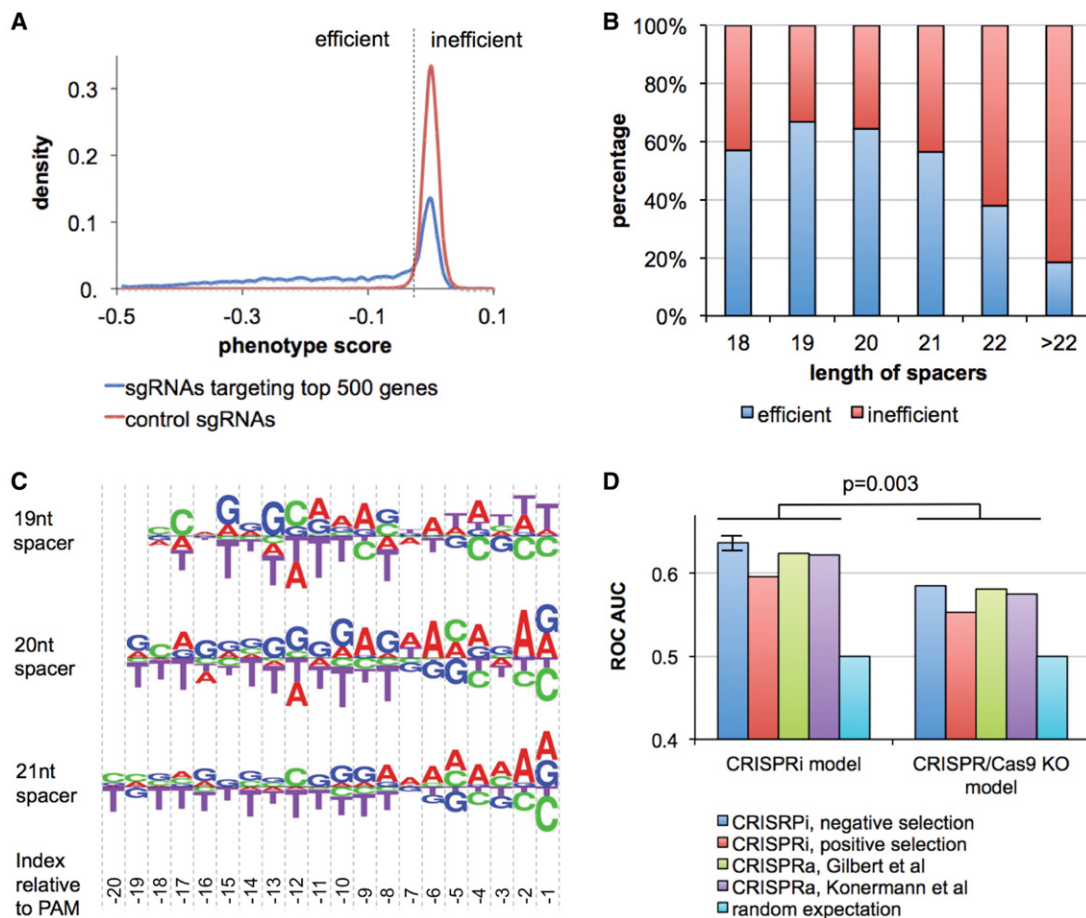 A
efficient
inefficient
0.3
0.2
0.1
0.
density
-0.5
-0.3
-0.1
0.1
phenotype score
sgRNAs targeting top 500 genes
control sgRNAs
B
100%
80%
60%
40%
20%
0%
percentage
18
19
20
21
22
>22
length of spacers
efficient
inefficient
C
19nt
spacer
20nt
spacer
21nt
spacer
Index
relative
to PAM
-20
-19
-18
-17
-16
-15
-14
-13
-12
-11
-10
-9
-8
-7
-6
-5
-4
-3
-2
-1
D
p=0.003
0.6
0.5
0.4
ROC AUC
CRISPRi model
CRISPR/Cas9 KO
model
CRISRPi, negative selection
CRISPRi, positive selection
CRISPRa, Gilbert et al
CRISPRa, Konermann et al
random expectation